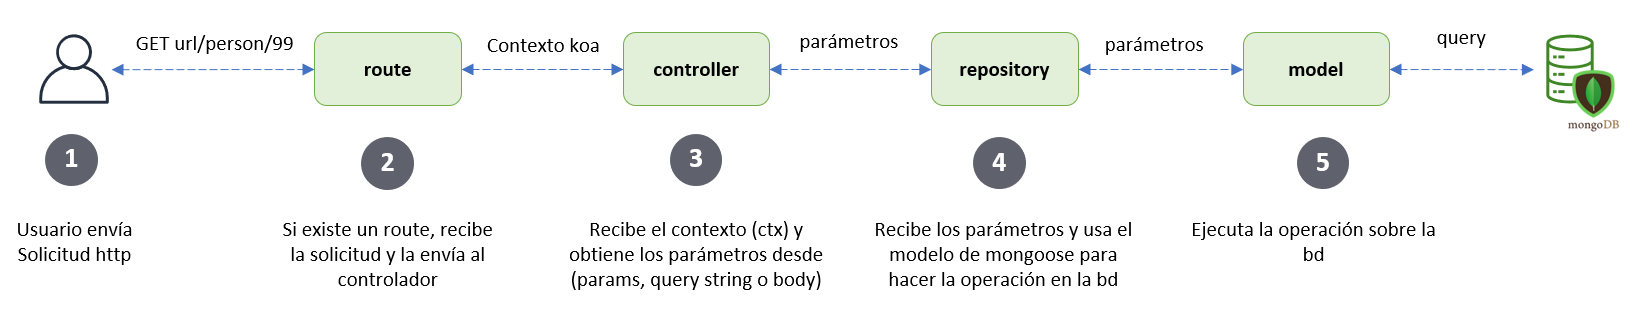 GET url/person/99
Contexto koa
parámetros
parámetros
query
route
controller
repository
model
mongoDB
1
2
3
4
5
Usuario envía
Solicitud http
Si existe un route, recibe
la solicitud y la envía al
controlador
Recibe el contexto (ctx) y
obtiene los parámetros desde
(params, query string o body)
Recibe los parámetros y usa el
modelo de mongoose para
hacer la operación en la bd
Ejecuta la operación sobre la
bd